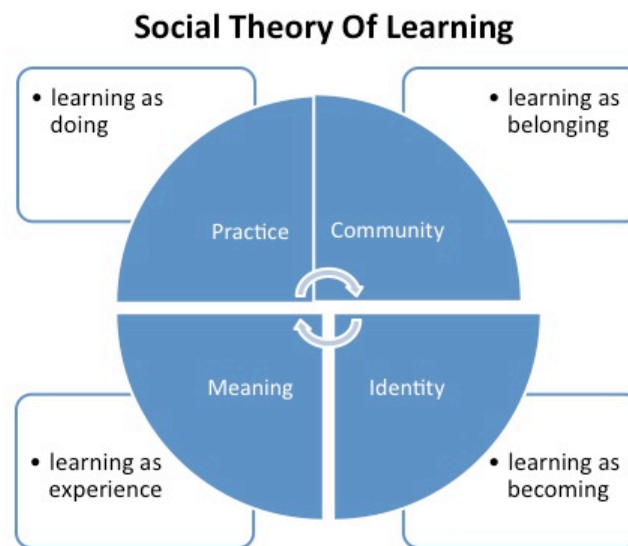 Social Theory Of Learning
• learning as
doing
• learning as
belonging
Practice
Community
Meaning
Identity
• learning as
experience
• learning as
becoming